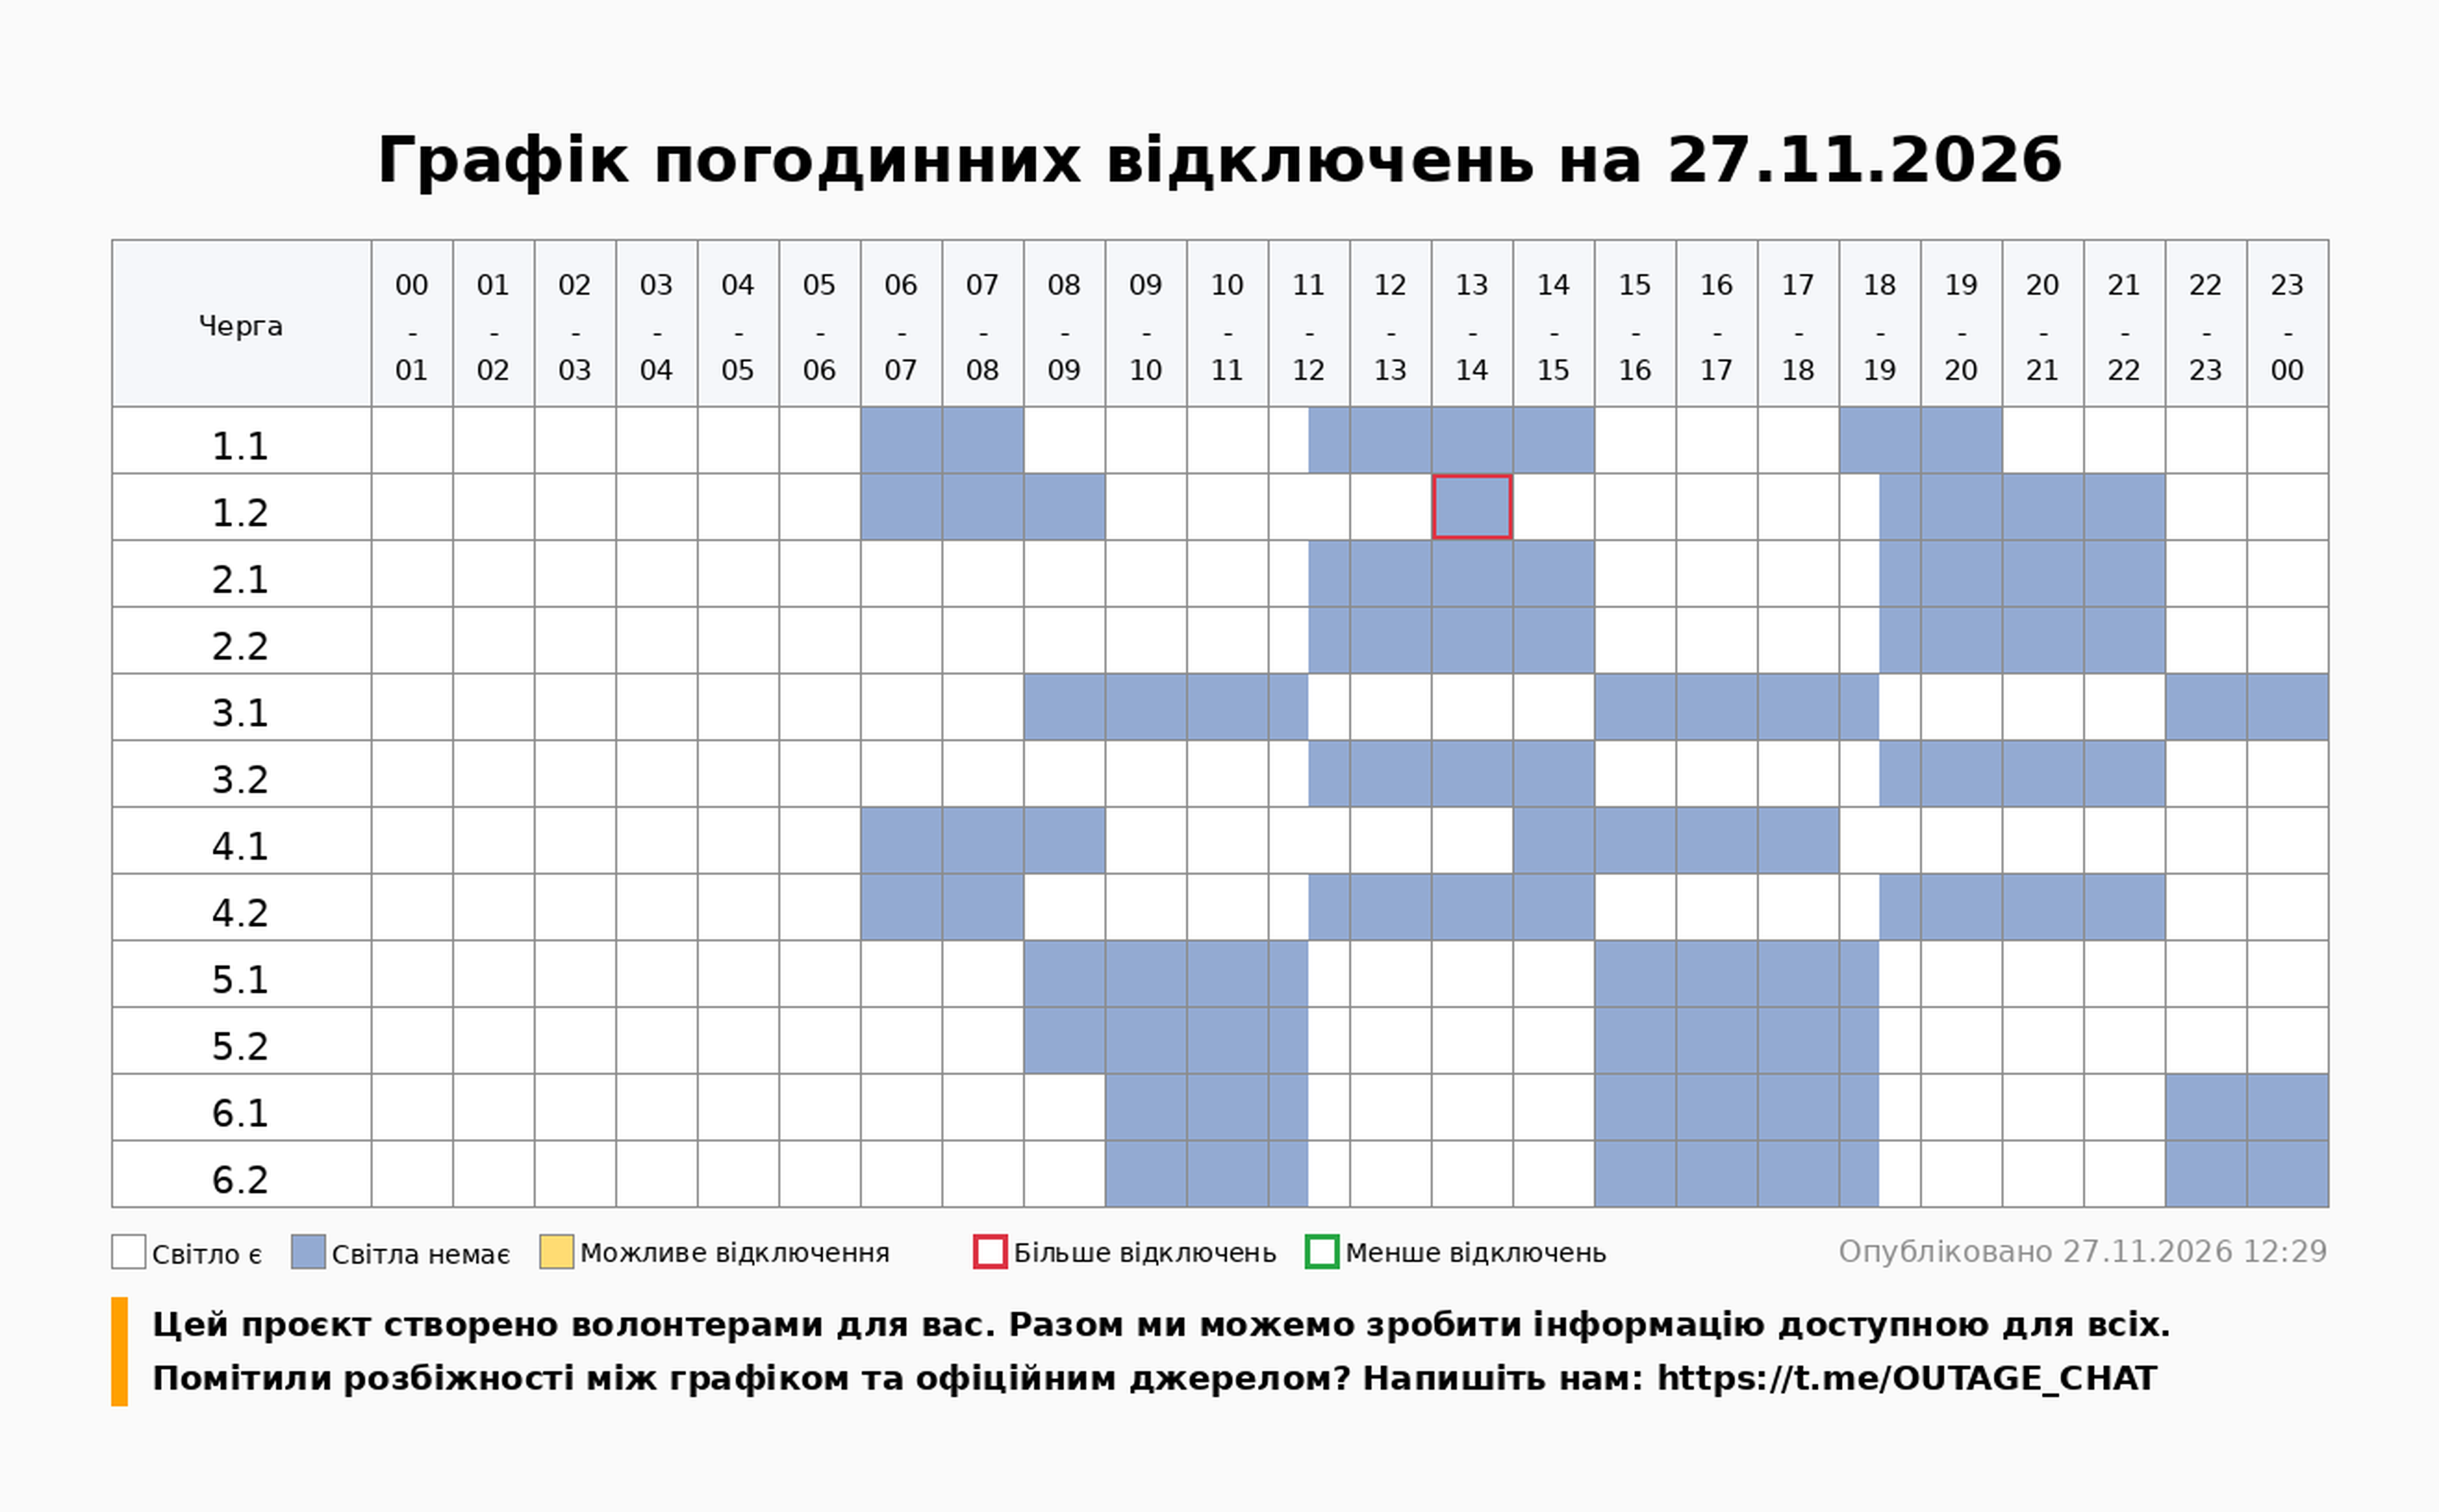 Графік погодинних відключень на 27.11.2026
Черга 00 - 01 01 - 02 02 - 03 03 - 04 04 - 05 05 - 06 06 - 07 07 - 08 08 - 09 09 - 10 10 - 11 11 - 12 12 - 13 13 - 14 14 - 15 15 - 16 16 - 17 17 - 18 18 - 19 19 - 20 20 - 21 21 - 22 22 - 23 23 - 00
1.1
1.2
2.1
2.2
3.1
3.2
4.1
4.2
5.1
5.2
6.1
6.2
Світло є Світла немає Можливе відключення Більше відключень Менше відключень Опубліковано 27.11.2026 12:29
Цей проєкт створено волонтерами для вас. Разом ми можемо зробити інформацію доступною для всіх.
Помітили розбіжності між графіком та офіційним джерелом? Напишіть нам: https://t.me/OUTAGE_CHAT